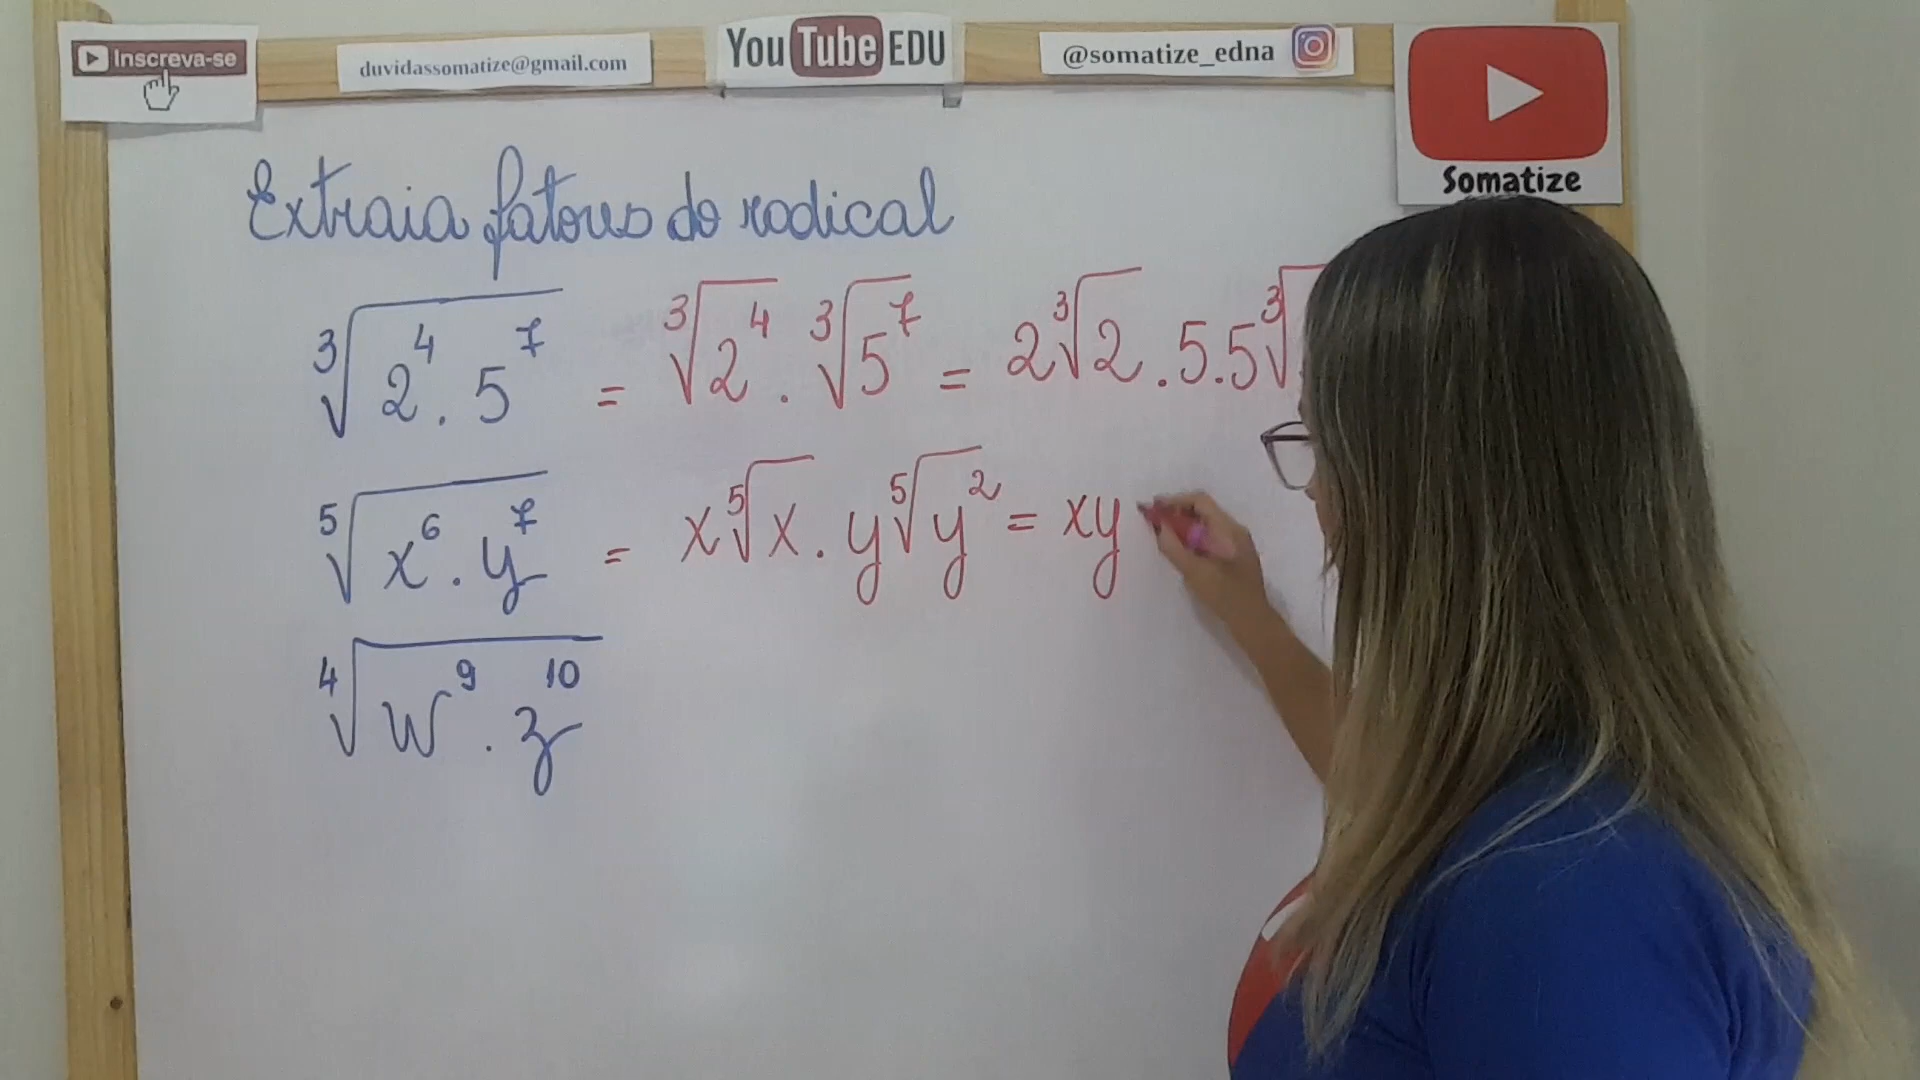 Inscreva-se
duvidassomatize@gmail.com
YouTube EDU
@somatize_edna
Somatize
Extraia fatores do radical
∛(2⁴ . 5⁷) = ∛2⁴ . ∛5⁷ = 2∛2 . 5.5∛
⁵√(x⁶ . y⁷) = x⁵√x . y⁵√y² = xy
⁴√(w⁹ . z¹⁰)